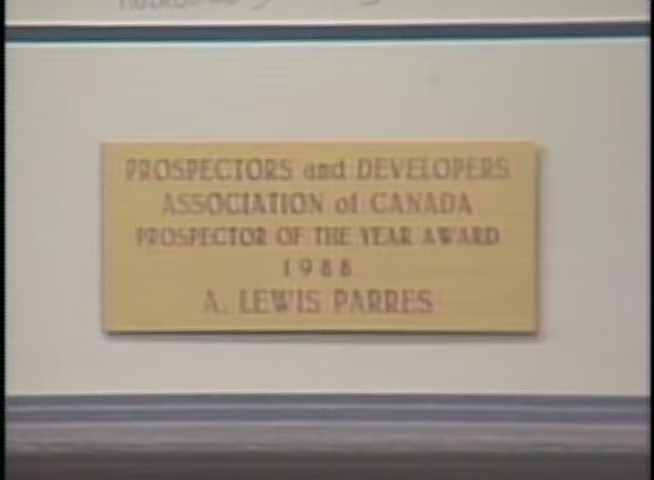 PROSPECTORS and DEVELOPERS
ASSOCIATION of CANADA
PROSPECTOR OF THE YEAR AWARD
1988
A. LEWIS PARRES